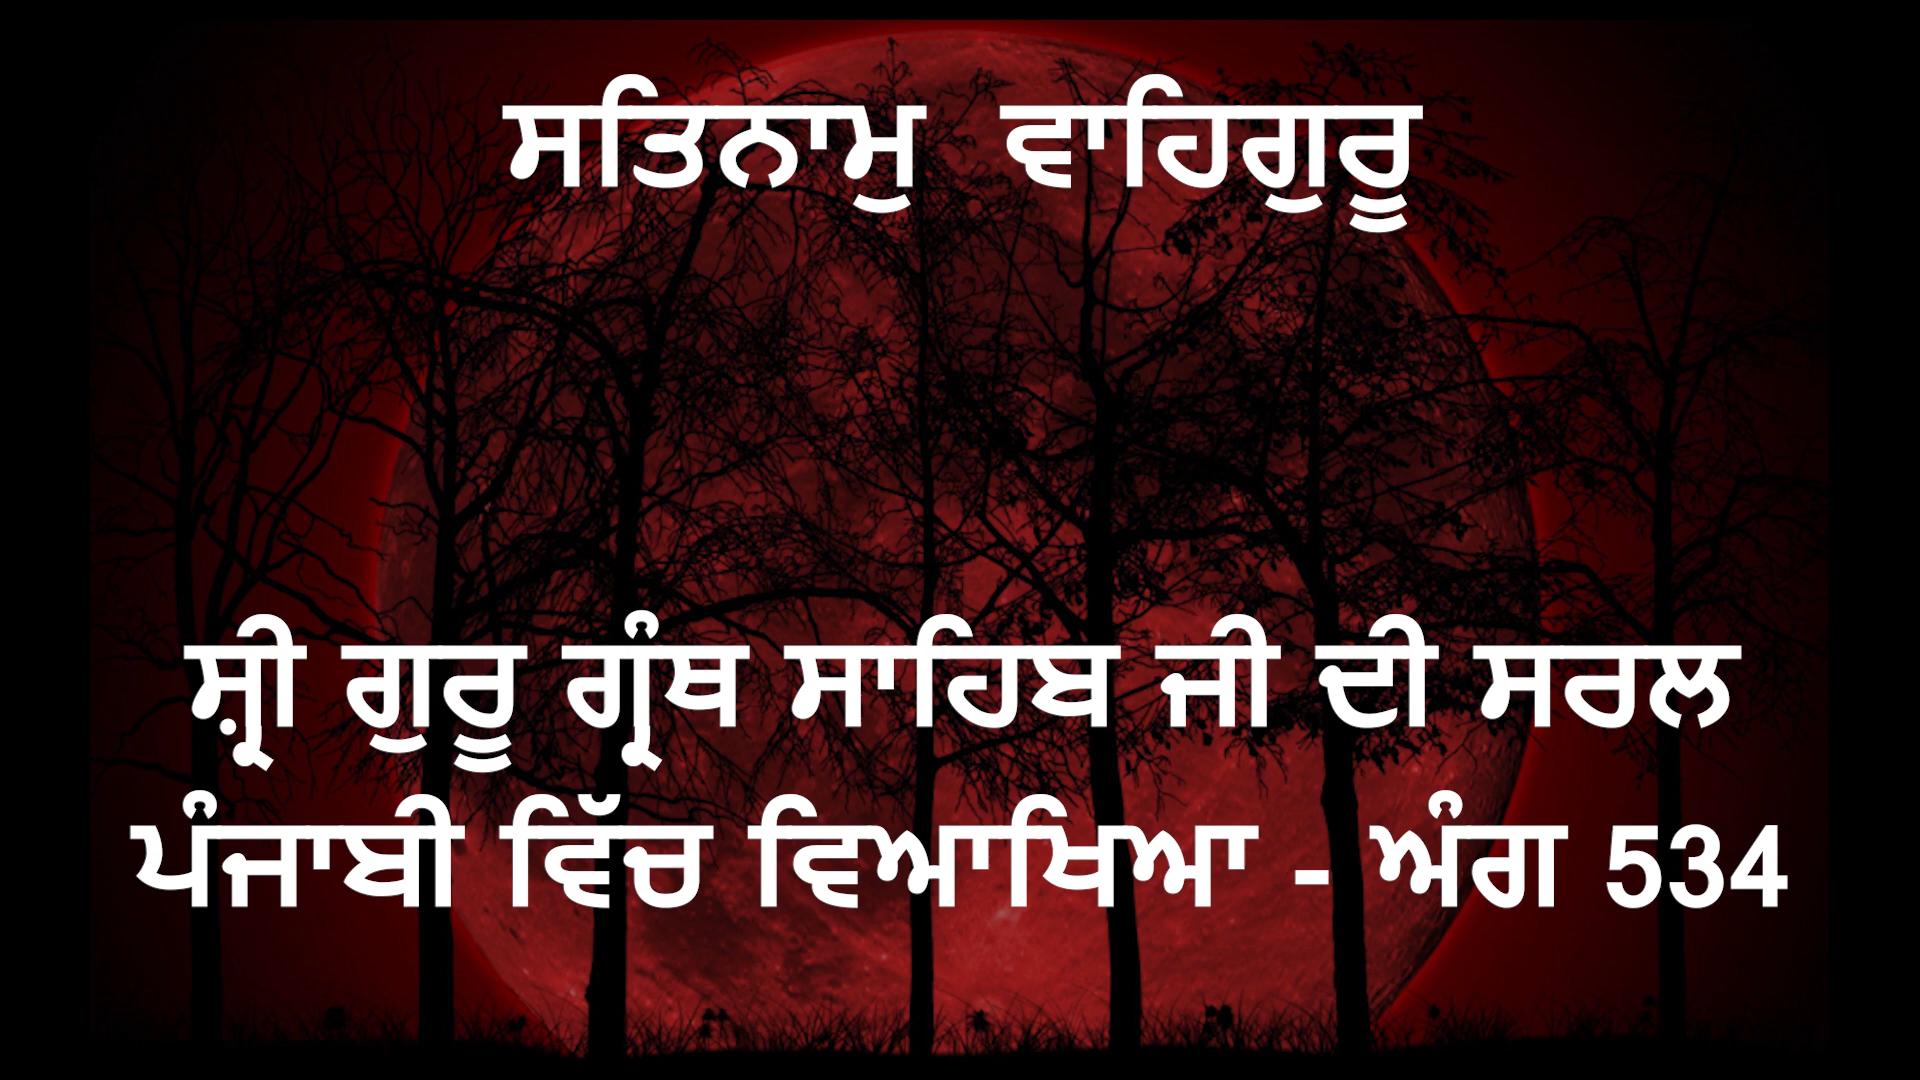 ਸਤਿਨਾਮੁ ਵਾਹਿਗੁਰੂ
ਸ਼੍ਰੀ ਗੁਰੂ ਗ੍ਰੰਥ ਸਾਹਿਬ ਜੀ ਦੀ ਸਰਲ
ਪੰਜਾਬੀ ਵਿੱਚ ਵਿਆਖਿਆ - ਅੰਗ 534